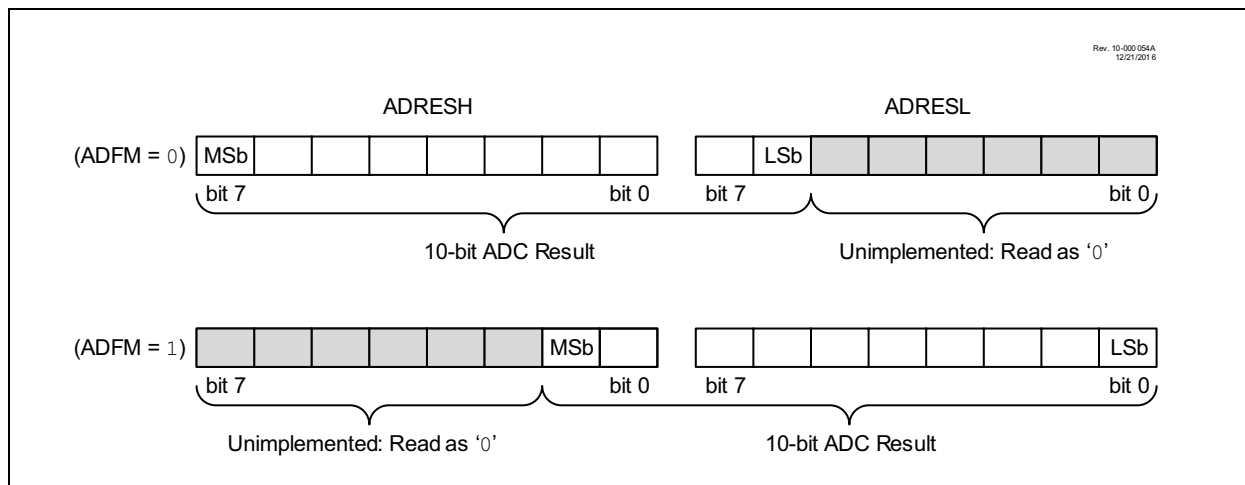 Rev. 10-000 054A
12/21/201 6
ADRESH ADRESL
(ADFM = 0) MSb LSb
bit 7 bit 0 bit 7 bit 0
10-bit ADC Result Unimplemented: Read as ‘0’
(ADFM = 1) MSb LSb
bit 7 bit 0 bit 7 bit 0
Unimplemented: Read as ‘0’ 10-bit ADC Result